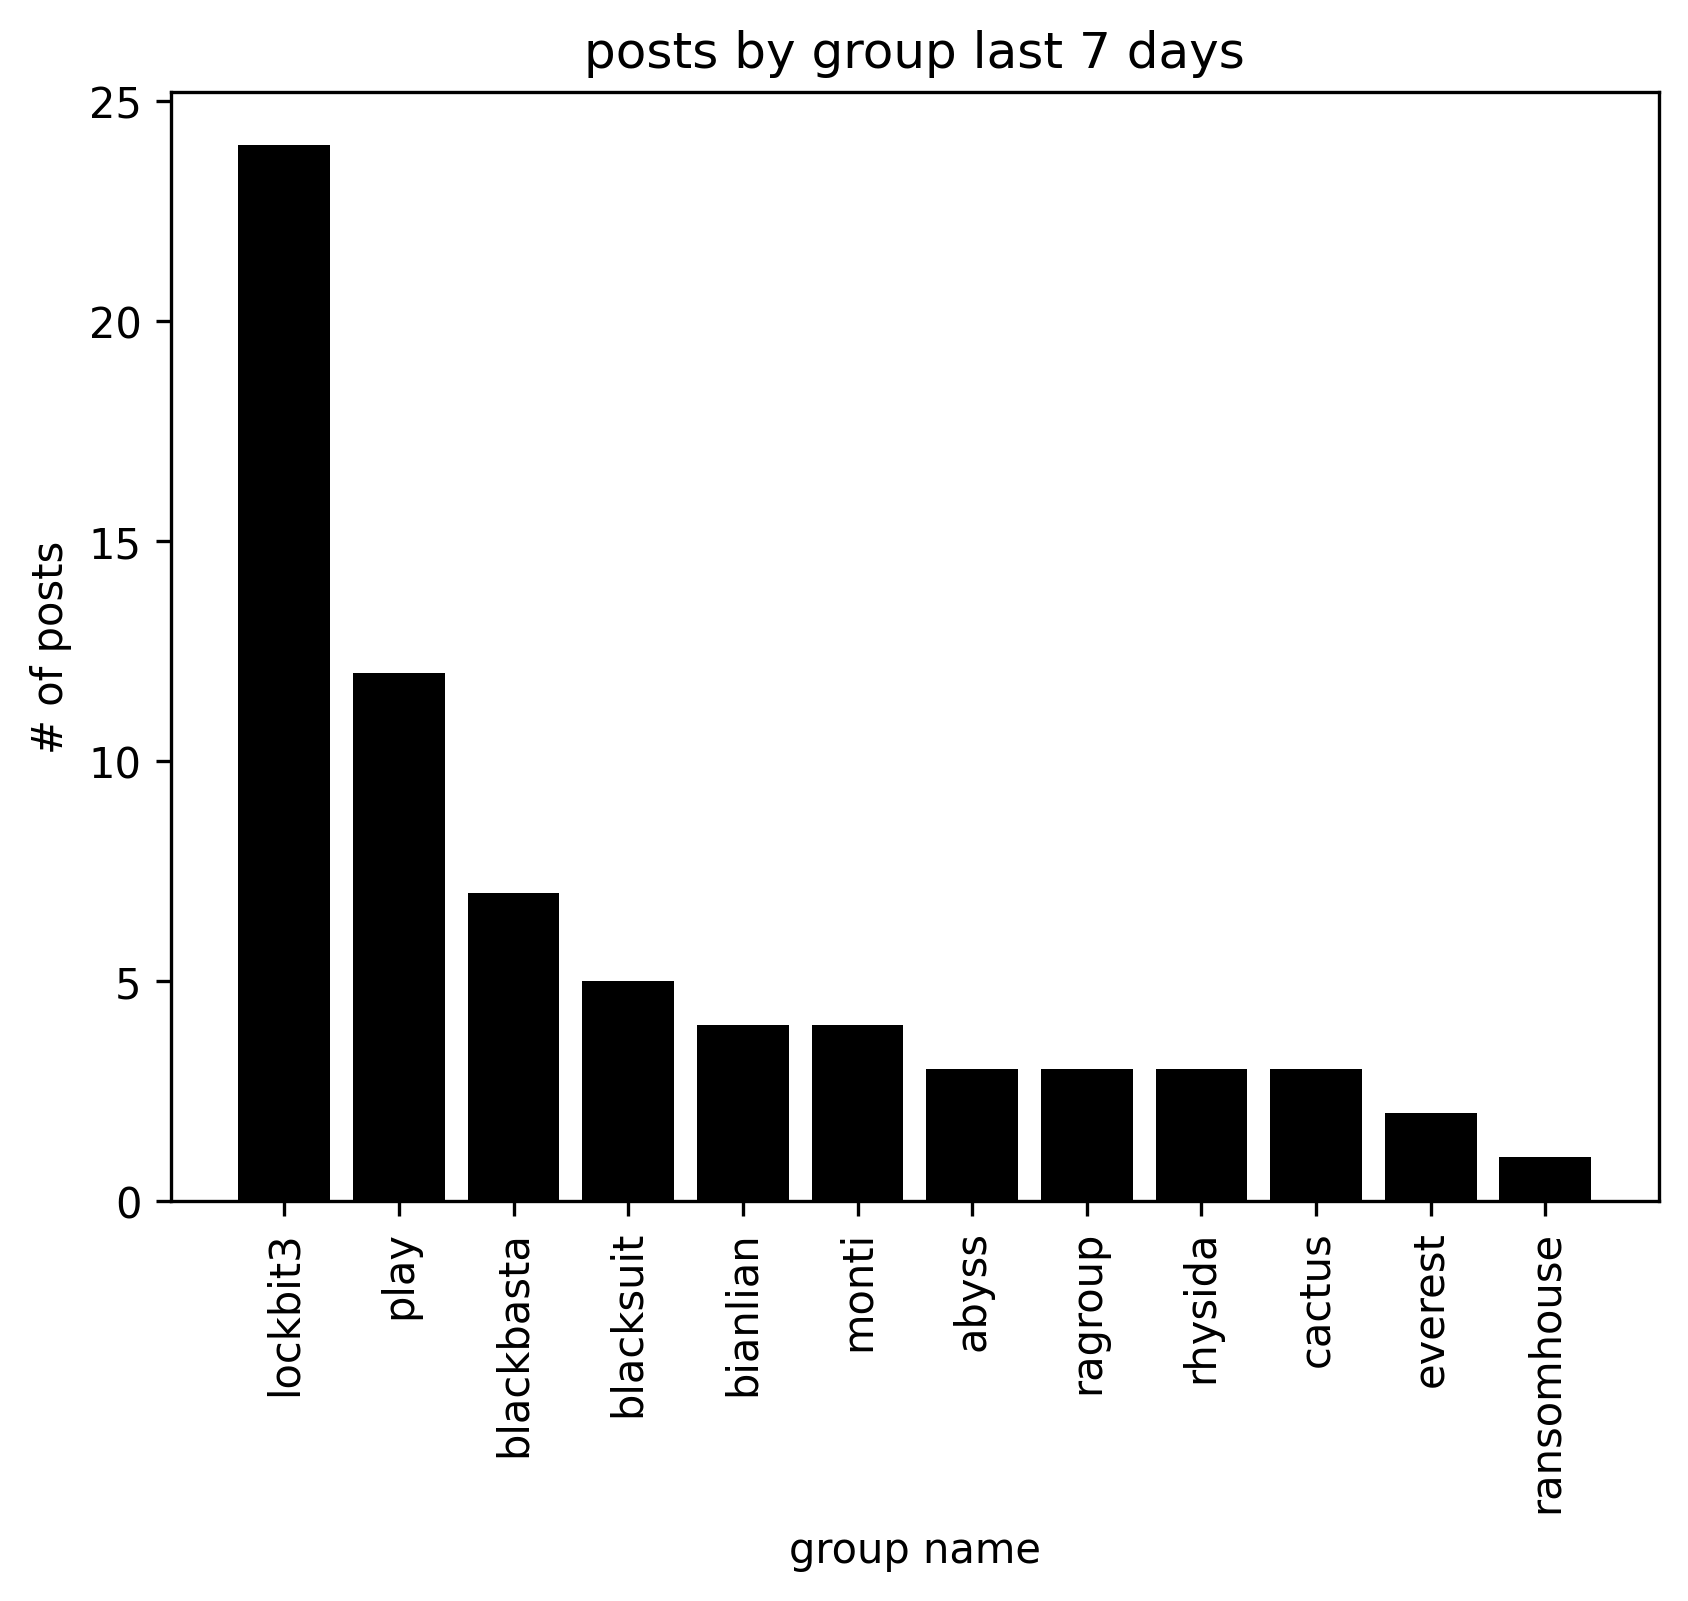 posts by group last 7 days
25
20
15
10
5
0
# of posts
lockbit3
play
blackbasta
blacksuit
bianlian
monti
abyss
ragroup
rhysida
cactus
everest
ransomhouse
group name